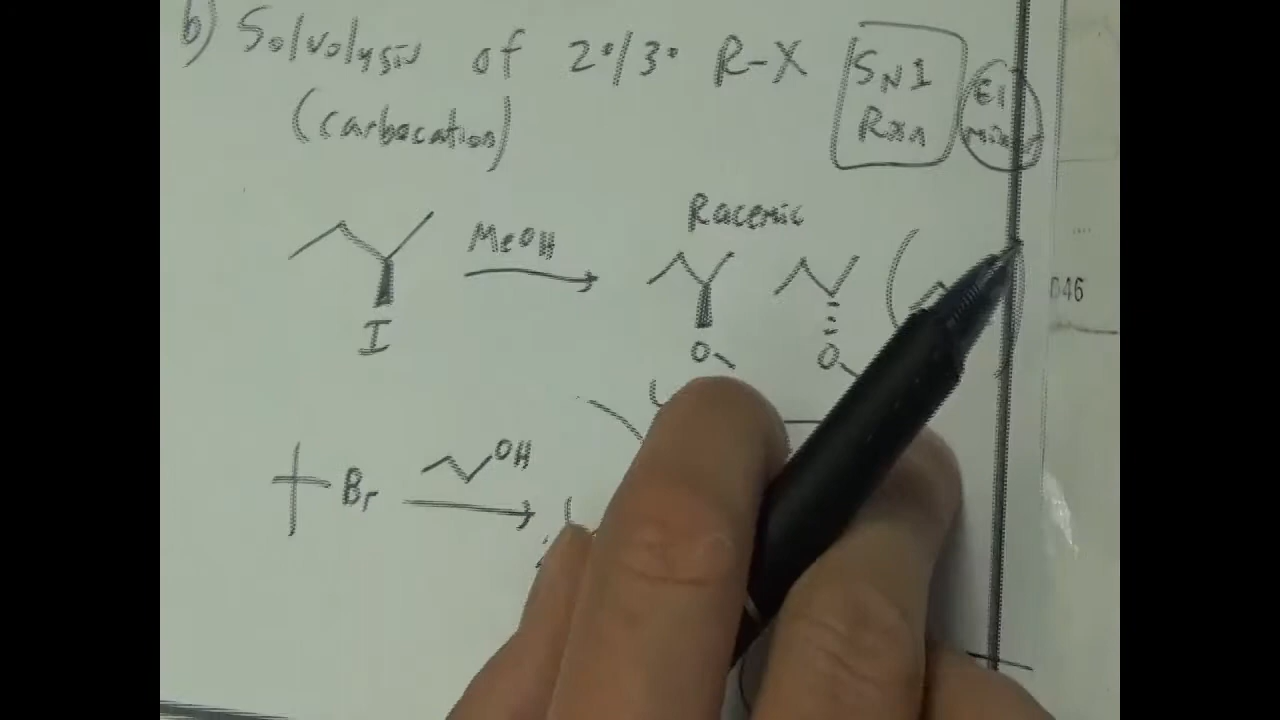 b) Solvolysis of 2°/3° R-X
(carbocation)
SN1
Rxn
E1
MeOH
Racemic
I
O
O
OH
Br
046